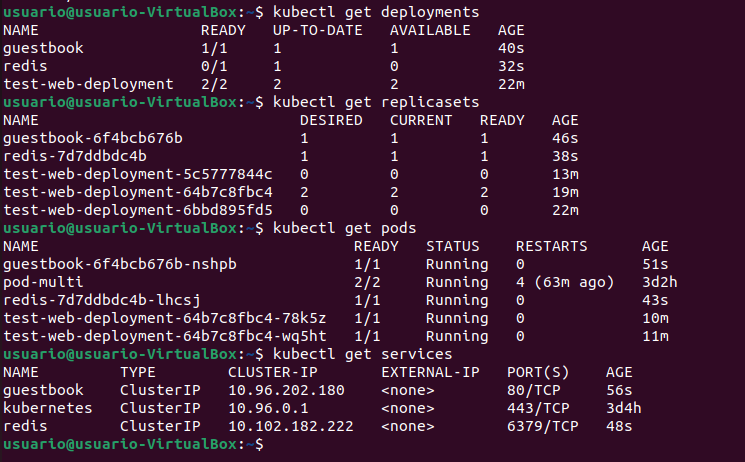 usuario@usuario-VirtualBox:~$ kubectl get deployments
NAME                  READY   UP-TO-DATE   AVAILABLE   AGE
guestbook             1/1     1            1           40s
redis                 0/1     1            0           32s
test-web-deployment   2/2     2            2           22m
usuario@usuario-VirtualBox:~$ kubectl get replicasets
NAME                             DESIRED   CURRENT   READY   AGE
guestbook-6f4bcb676b             1         1         1       46s
redis-7d7ddbdc4b                 1         1         1       38s
test-web-deployment-5c5777844c   0         0         0       13m
test-web-deployment-64b7c8fbc4   2         2         2       19m
test-web-deployment-6bbd895fd5   0         0         0       22m
usuario@usuario-VirtualBox:~$ kubectl get pods
NAME                                   READY   STATUS    RESTARTS      AGE
guestbook-6f4bcb676b-nshpb             1/1     Running   0             51s
pod-multi                              2/2     Running   4 (63m ago)   3d2h
redis-7d7ddbdc4b-lhcsj                 1/1     Running   0             43s
test-web-deployment-64b7c8fbc4-78k5z   1/1     Running   0             10m
test-web-deployment-64b7c8fbc4-wq5ht   1/1     Running   0             11m
usuario@usuario-VirtualBox:~$ kubectl get services
NAME         TYPE        CLUSTER-IP       EXTERNAL-IP   PORT(S)    AGE
guestbook    ClusterIP   10.96.202.180    <none>        80/TCP     56s
kubernetes   ClusterIP   10.96.0.1        <none>        443/TCP    3d4h
redis        ClusterIP   10.102.182.222   <none>        6379/TCP   48s
usuario@usuario-VirtualBox:~$